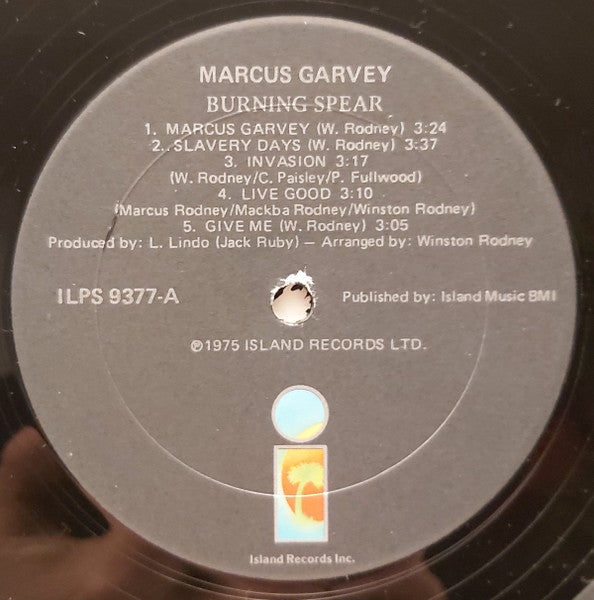 MARCUS GARVEY
BURNING SPEAR
1. MARCUS GARVEY (W. Rodney) 3:24
2. SLAVERY DAYS (W. Rodney) 3:37
3. INVASION 3:17
(W. Rodney/C. Paisley/P. Fullwood)
4. LIVE GOOD 3:10
(Marcus Rodney/Mackba Rodney/Winston Rodney)
5. GIVE ME (W. Rodney) 3:05
Produced by: L. Lindo (Jack Ruby) – Arranged by: Winston Rodney
ILPS 9377-A
Published by: Island Music BMI
℗1975 ISLAND RECORDS LTD.
i
Island Records Inc.